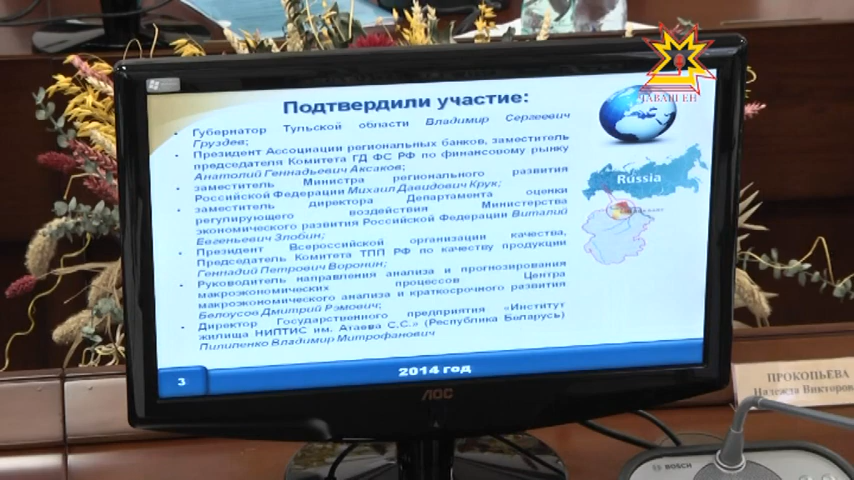 Подтвердили участие:
• Губернатор Тульской области Владимир Сергеевич
Груздев;
• Президент Ассоциации региональных банков, заместитель
председателя Комитета ГД ФС РФ по финансовому рынку
Анатолий Геннадьевич Аксаков;
• заместитель Министра регионального развития
Российской Федерации Михаил Давидович Крук;
• заместитель директора Департамента оценки
регулирующего воздействия Министерства
экономического развития Российской Федерации Виталий
Евгеньевич Злобин;
• Президент Всероссийской организации качества,
Председатель Комитета ТПП РФ по качеству продукции
Геннадий Петрович Воронин;
• Руководитель направления анализа и прогнозирования
макроэкономических процессов Центра
макроэкономического анализа и краткосрочного развития
Белоусов Дмитрий Рэмович;
• Директор Государственного предприятия «Институт
жилища НИПТИС им. Атаева С.С.» (Республика Беларусь)
Пилипенко Владимир Митрофанович
Russia
3
2014 год
AOC
ПРОКОПЬЕВА
Надежда Викторов
BOSCH